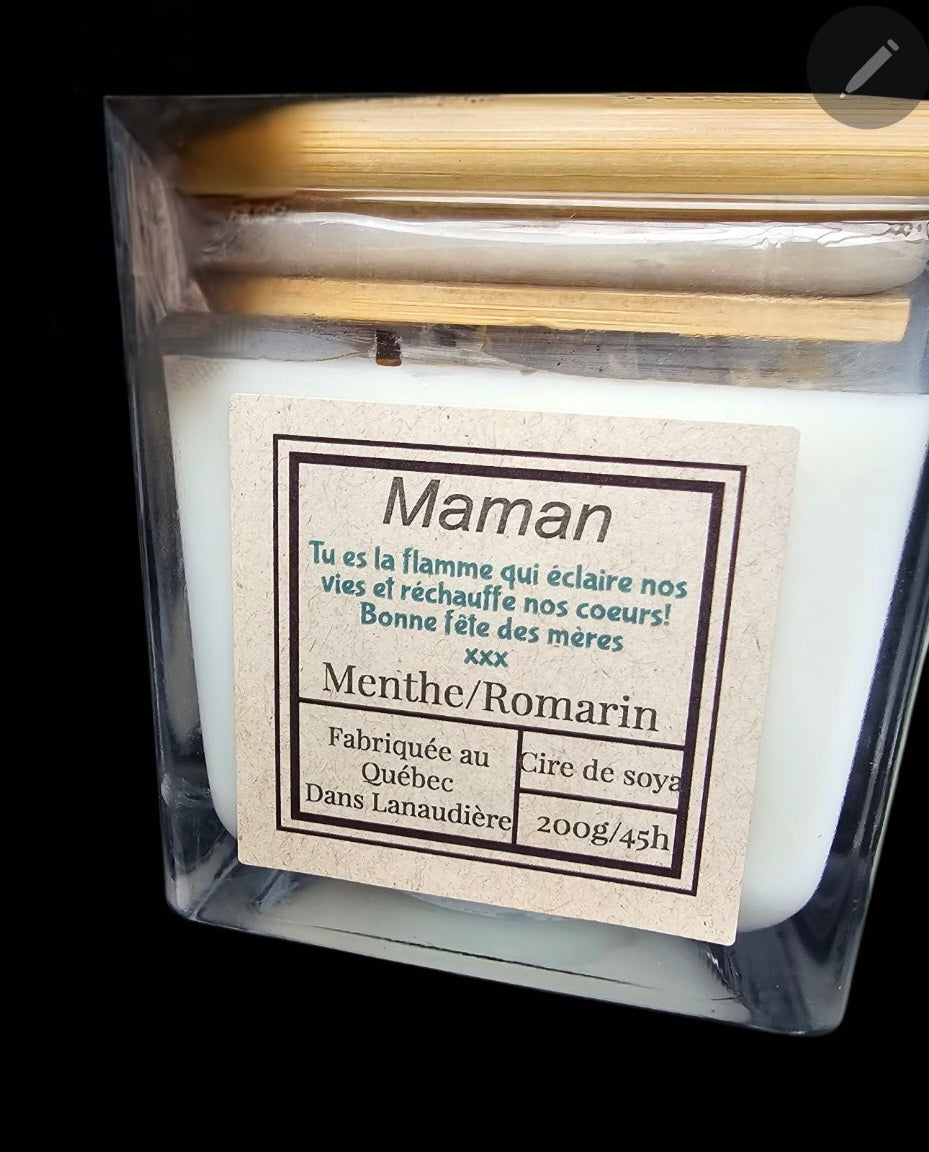 Maman
Tu es la flamme qui éclaire nos
vies et réchauffe nos coeurs!
Bonne fête des mères
xxx
Menthe/Romarin
Fabriquée au
Québec
Dans Lanaudière
Cire de soya
200g/45h